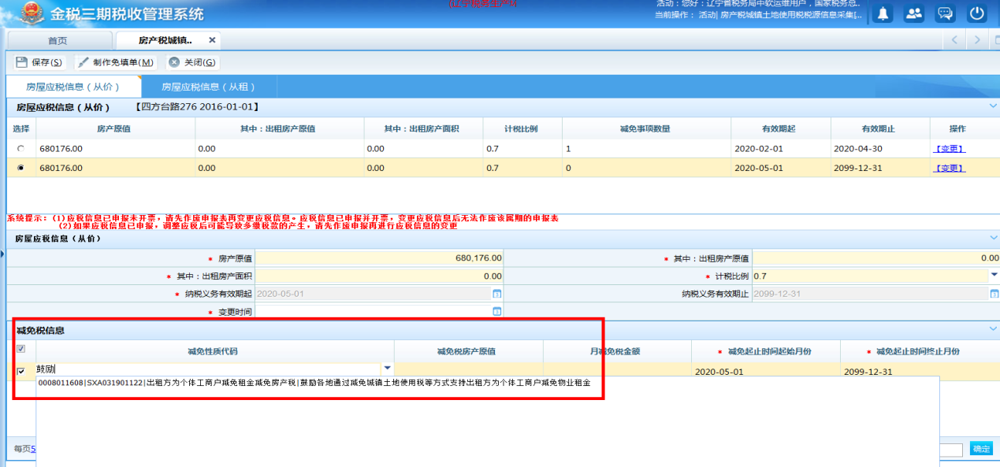 (辽宁税务生产环
金税三期税收管理系统
活动：您好：辽宁省税务局中软运维用户，国家税务总..
当前操作： 活动| 房产税城镇土地使用税税源信息采集[..
首页 房产税城镇.. ×
保存(S) 制作免填单(M) 关闭(G)
房屋应税信息（从价） 房屋应税信息（从租）
房屋应税信息（从价） 【四方台路276 2016-01-01】
选择 房产原值 其中：出租房产原值 其中：出租房产面积 计税比例 减免事项数量 有效期起 有效期止 操作
680176.00 0.00 0.00 0.7 1 2020-02-01 2020-04-30 【变更】
680176.00 0.00 0.00 0.7 0 2020-05-01 2099-12-31 【变更】
系统提示：(1)应税信息已申报未开票，请先作废申报表再变更应税信息。应税信息已申报并开票，变更应税信息后无法作废该属期的申报表
(2)如果应税信息已申报，调整应税后可能导致多缴税款的产生，请先作废申报再进行应税信息的变更
房屋应税信息（从价）
* 房产原值 680,176.00 * 其中：出租房产原值 0.00
* 其中：出租房产面积 0.00 * 计税比例 0.7
* 纳税义务有效期起 2020-05-01 纳税义务有效期止 2099-12-31
* 变更时间
减免税信息
减免性质代码 减免税房产原值 月减免税金额 * 减免起止时间起始月份 * 减免起止时间终止月份
鼓励 2020-05-01 2099-12-31
0008011608|SXA031901122|出租方为个体工商户减免租金减免房产税|鼓励各地通过减免城镇土地使用税等方式支持出租方为个体工商户减免物业租金
每页5 确定